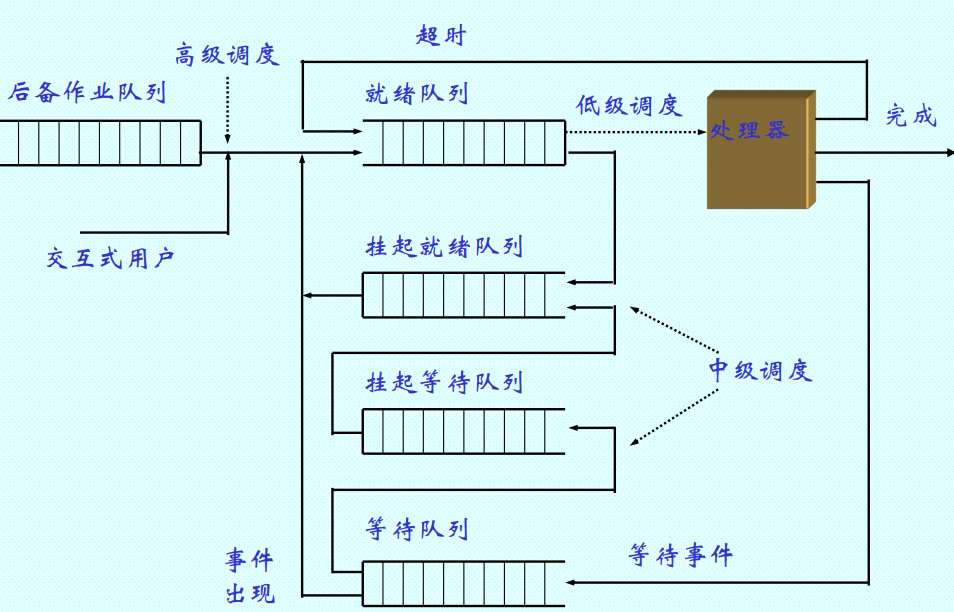 超时
高级调度
后备作业队列
就绪队列
低级调度
处理器
完成
交互式用户
挂起就绪队列
中级调度
挂起等待队列
等待队列
等待事件
事件
出现